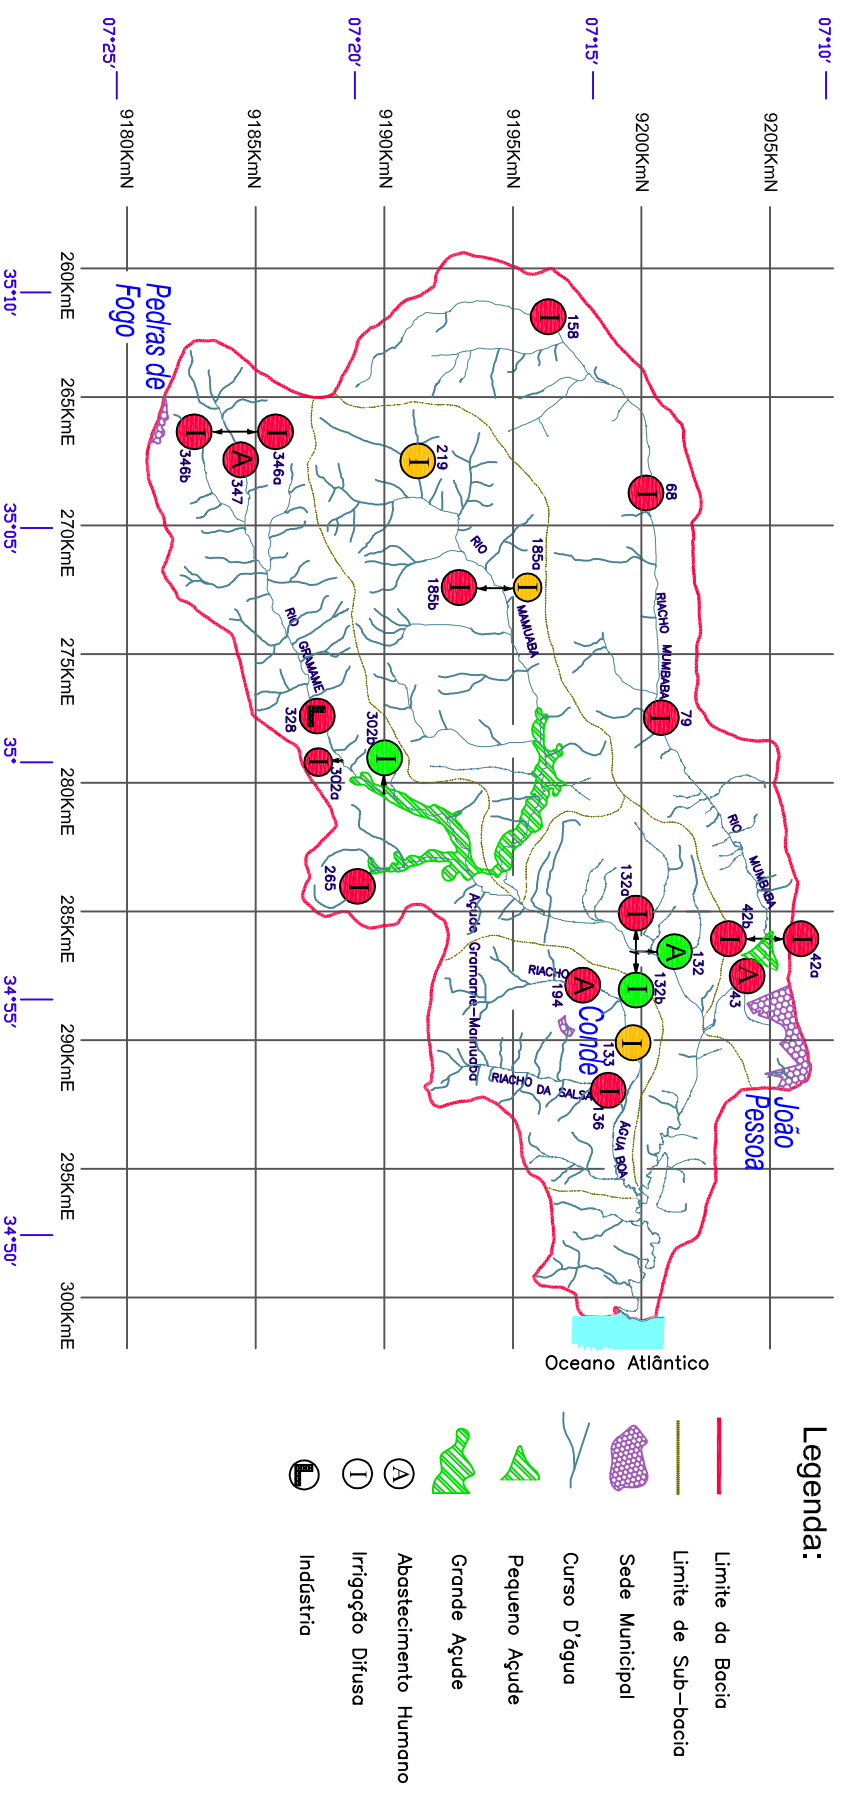 07°25'
07°20'
07°15'
07°10'
9180KmN
9185KmN
9190KmN
9195KmN
9200KmN
9205KmN
260KmE
265KmE
270KmE
275KmE
280KmE
285KmE
290KmE
295KmE
300KmE
35°10'
35°05'
35°
34°55'
34°50'
Pedras de
Fogo
João
Pessoa
Conde
I
158
I
68
I
79
I
42a
I
42b
A
43
I
219
I
185a
I
185b
I
346a
I
346b
A
347
328
I
302a
I
302b
I
265
I
132a
A
132
I
132b
I
133
A
194
I
136
RIACHO MUMBABA
RIO MUMBABA
RIO MAMUABA
RIO GRAMAME
RIACHO
RIACHO DA SALSA
ÁGUA BOA
Açude Gramame-Mamuaba
Oceano Atlântico
Legenda:
Limite da Bacia
Limite de Sub-bacia
Sede Municipal
Curso D'água
Pequeno Açude
Grande Açude
A
Abastecimento Humano
I
Irrigação Difusa
Indústria